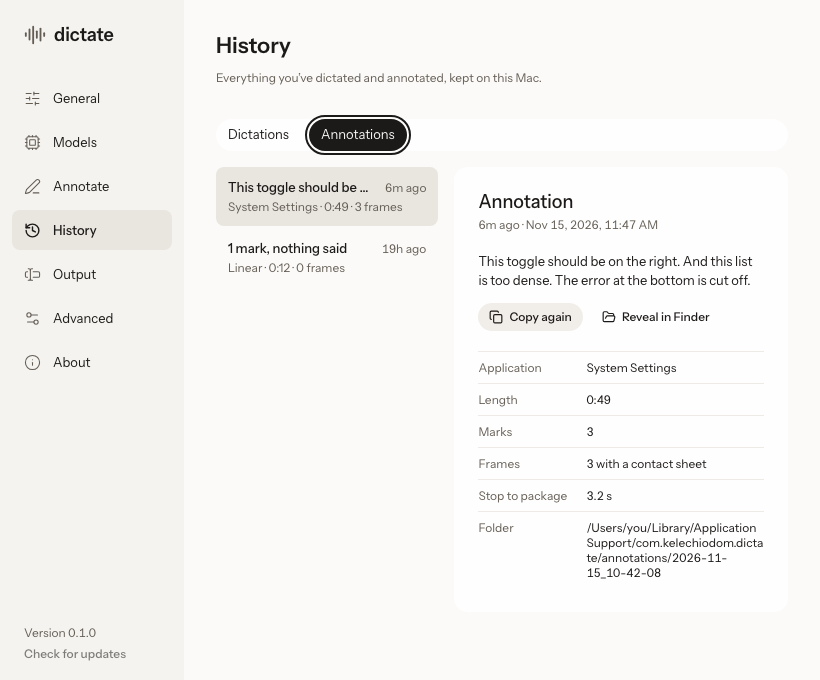 dictate
General
Models
Annotate
History
Output
Advanced
About
Version 0.1.0
Check for updates
History
Everything you've dictated and annotated, kept on this Mac.
Dictations
Annotations
This toggle should be ... 6m ago
System Settings · 0:49 · 3 frames
1 mark, nothing said 19h ago
Linear · 0:12 · 0 frames
Annotation
6m ago · Nov 15, 2026, 11:47 AM
This toggle should be on the right. And this list
is too dense. The error at the bottom is cut off.
Copy again
Reveal in Finder
Application System Settings
Length 0:49
Marks 3
Frames 3 with a contact sheet
Stop to package 3.2 s
Folder /Users/you/Library/Application
Support/com.kelechiodom.dicta
te/annotations/2026-11-
15_10-42-08